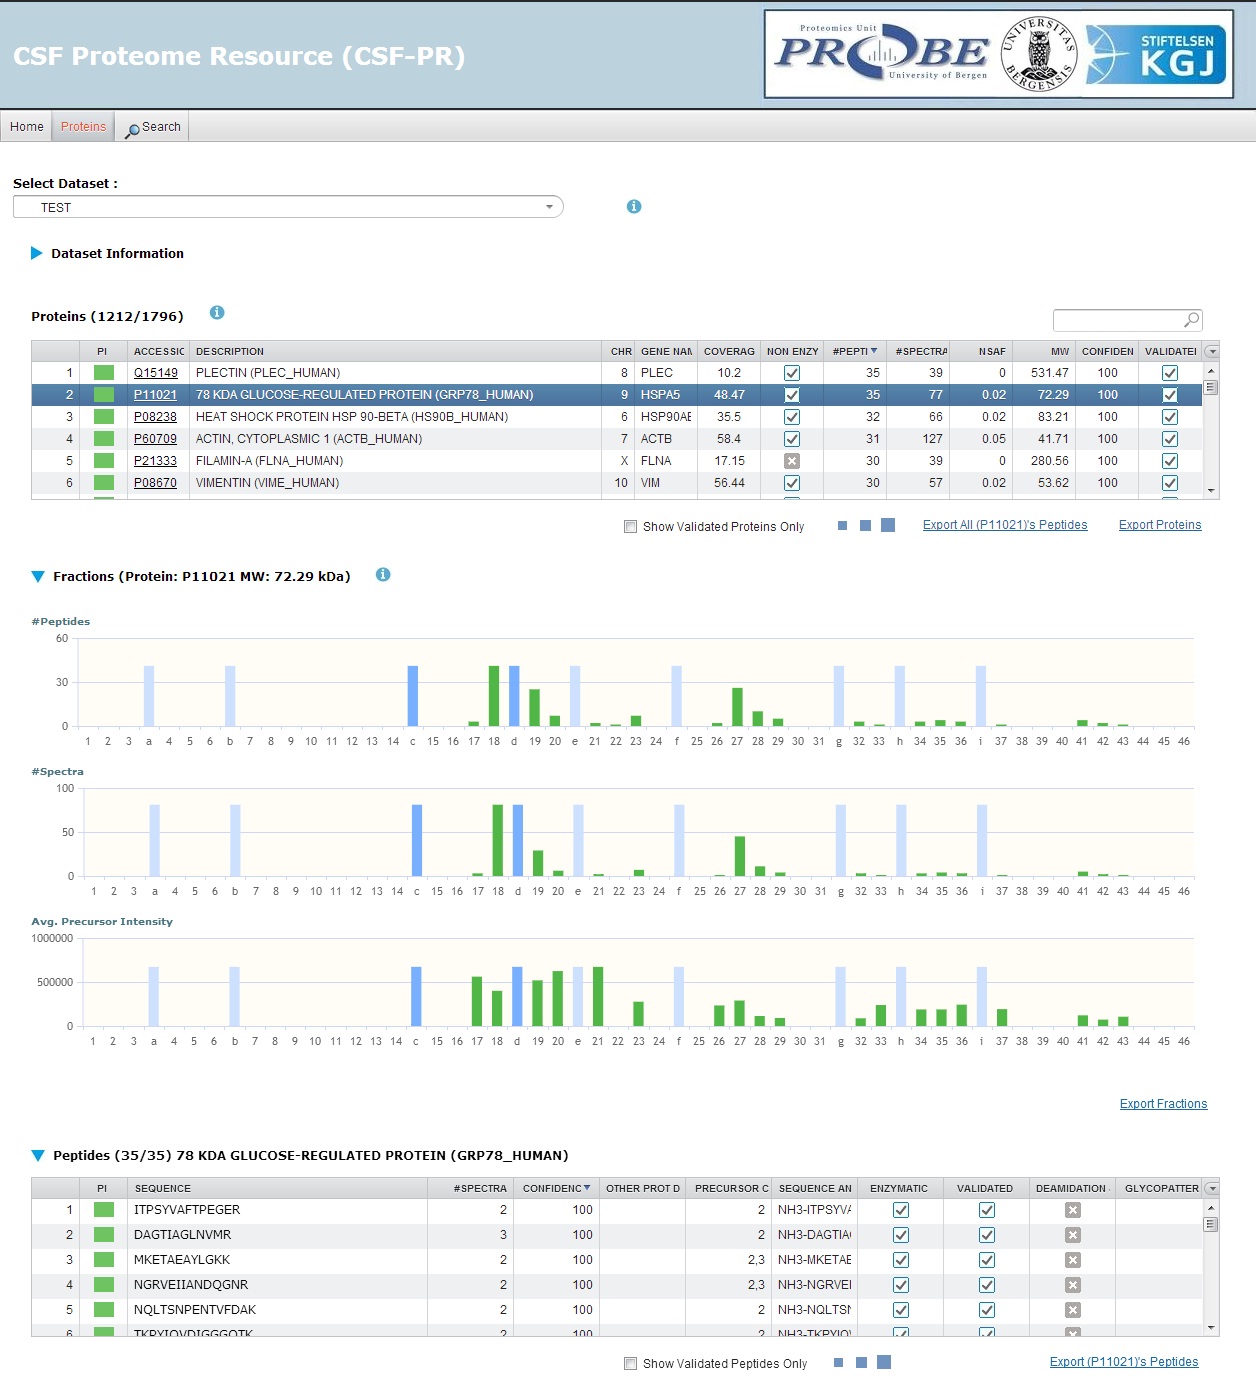 CSF Proteome Resource (CSF-PR)
Proteomics Unit
PROBE
University of Bergen
UNIVERSITAS BERGENSIS
STIFTELSEN
KGJ
Home Proteins Search
Select Dataset :
TEST
Dataset Information
Proteins (1212/1796)
PI ACCESSIC DESCRIPTION CHR GENE NAM COVERAG NON ENZY #PEPTI #SPECTRA NSAF MW CONFIDEN VALIDATEI
1 Q15149 PLECTIN (PLEC_HUMAN) 8 PLEC 10.2 35 39 0 531.47 100
2 P11021 78 KDA GLUCOSE-REGULATED PROTEIN (GRP78_HUMAN) 9 HSPA5 48.47 35 77 0.02 72.29 100
3 P08238 HEAT SHOCK PROTEIN HSP 90-BETA (HS90B_HUMAN) 6 HSP90AE 35.5 32 66 0.02 83.21 100
4 P60709 ACTIN, CYTOPLASMIC 1 (ACTB_HUMAN) 7 ACTB 58.4 31 127 0.05 41.71 100
5 P21333 FILAMIN-A (FLNA_HUMAN) X FLNA 17.15 30 39 0 280.56 100
6 P08670 VIMENTIN (VIME_HUMAN) 10 VIM 56.44 30 57 0.02 53.62 100
Show Validated Proteins Only Export All (P11021)'s Peptides Export Proteins
Fractions (Protein: P11021 MW: 72.29 kDa)
#Peptides
60
30
0
1 2 3 a 4 5 6 b 7 8 9 10 11 12 13 14 c 15 16 17 18 d 19 20 e 21 22 23 24 f 25 26 27 28 29 30 31 g 32 33 h 34 35 36 i 37 38 39 40 41 42 43 44 45 46
#Spectra
100
50
0
1 2 3 a 4 5 6 b 7 8 9 10 11 12 13 14 c 15 16 17 18 d 19 20 e 21 22 23 24 f 25 26 27 28 29 30 31 g 32 33 h 34 35 36 i 37 38 39 40 41 42 43 44 45 46
Avg. Precursor Intensity
1000000
500000
0
1 2 3 a 4 5 6 b 7 8 9 10 11 12 13 14 c 15 16 17 18 d 19 20 e 21 22 23 24 f 25 26 27 28 29 30 31 g 32 33 h 34 35 36 i 37 38 39 40 41 42 43 44 45 46
Export Fractions
Peptides (35/35) 78 KDA GLUCOSE-REGULATED PROTEIN (GRP78_HUMAN)
PI SEQUENCE #SPECTRA CONFIDENC OTHER PROT D PRECURSOR C SEQUENCE AN ENZYMATIC VALIDATED DEAMIDATION GLYCOPATTER
1 ITPSYVAFTPEGER 2 100 2 NH3-ITPSYVA
2 DAGTIAGLNVMR 3 100 2 NH3-DAGTIA
3 MKETAEAYLGKK 2 100 2,3 NH3-MKETAE
4 NGRVEIIANDQGNR 2 100 2,3 NH3-NGRVEI
5 NQLTSNPENTVFDAK 2 100 2 NH3-NQLTSN
6 TKPYIQVDIGGGQTK 2 100 2 NH3-TKPYIQV
Show Validated Peptides Only Export (P11021)'s Peptides